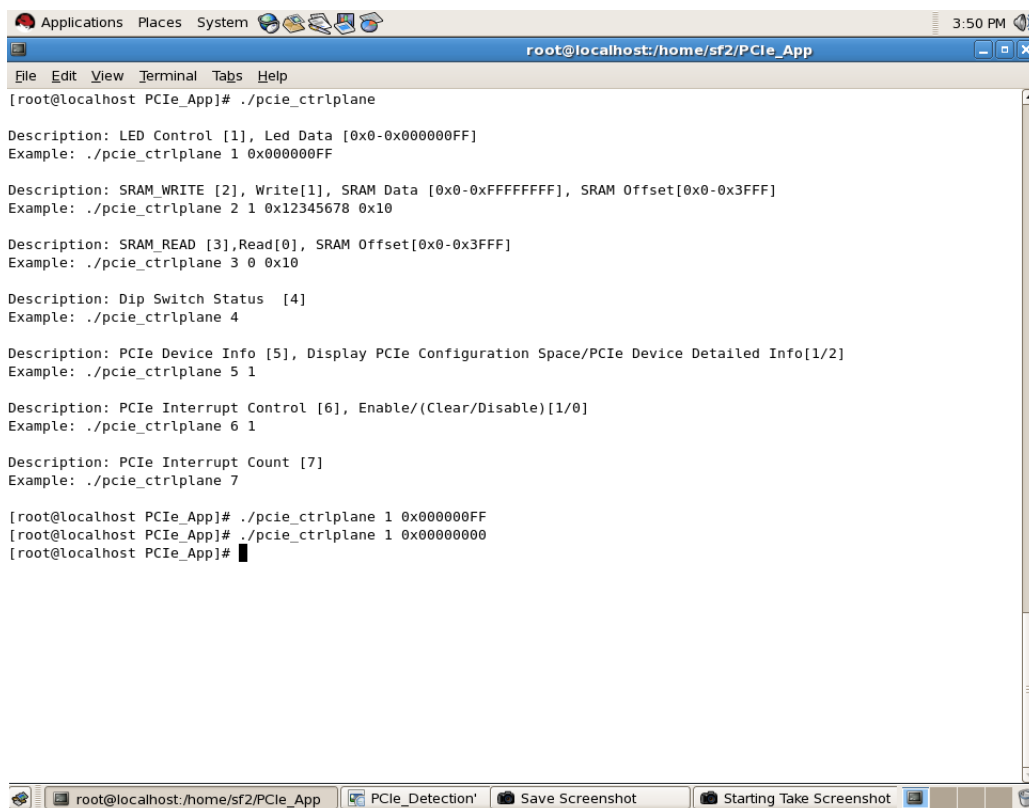 Applications Places System 3:50 PM
root@localhost:/home/sf2/PCIe_App
File Edit View Terminal Tabs Help
[root@localhost PCIe_App]# ./pcie_ctrlplane
Description: LED Control [1], Led Data [0x0-0x000000FF]
Example: ./pcie_ctrlplane 1 0x000000FF
Description: SRAM_WRITE [2], Write[1], SRAM Data [0x0-0xFFFFFFFF], SRAM Offset[0x0-0x3FFF]
Example: ./pcie_ctrlplane 2 1 0x12345678 0x10
Description: SRAM_READ [3],Read[0], SRAM Offset[0x0-0x3FFF]
Example: ./pcie_ctrlplane 3 0 0x10
Description: Dip Switch Status  [4]
Example: ./pcie_ctrlplane 4
Description: PCIe Device Info [5], Display PCIe Configuration Space/PCIe Device Detailed Info[1/2]
Example: ./pcie_ctrlplane 5 1
Description: PCIe Interrupt Control [6], Enable/(Clear/Disable)[1/0]
Example: ./pcie_ctrlplane 6 1
Description: PCIe Interrupt Count [7]
Example: ./pcie_ctrlplane 7
[root@localhost PCIe_App]# ./pcie_ctrlplane 1 0x000000FF
[root@localhost PCIe_App]# ./pcie_ctrlplane 1 0x00000000
[root@localhost PCIe_App]#
root@localhost:/home/sf2/PCIe_App PCIe_Detection' Save Screenshot Starting Take Screenshot